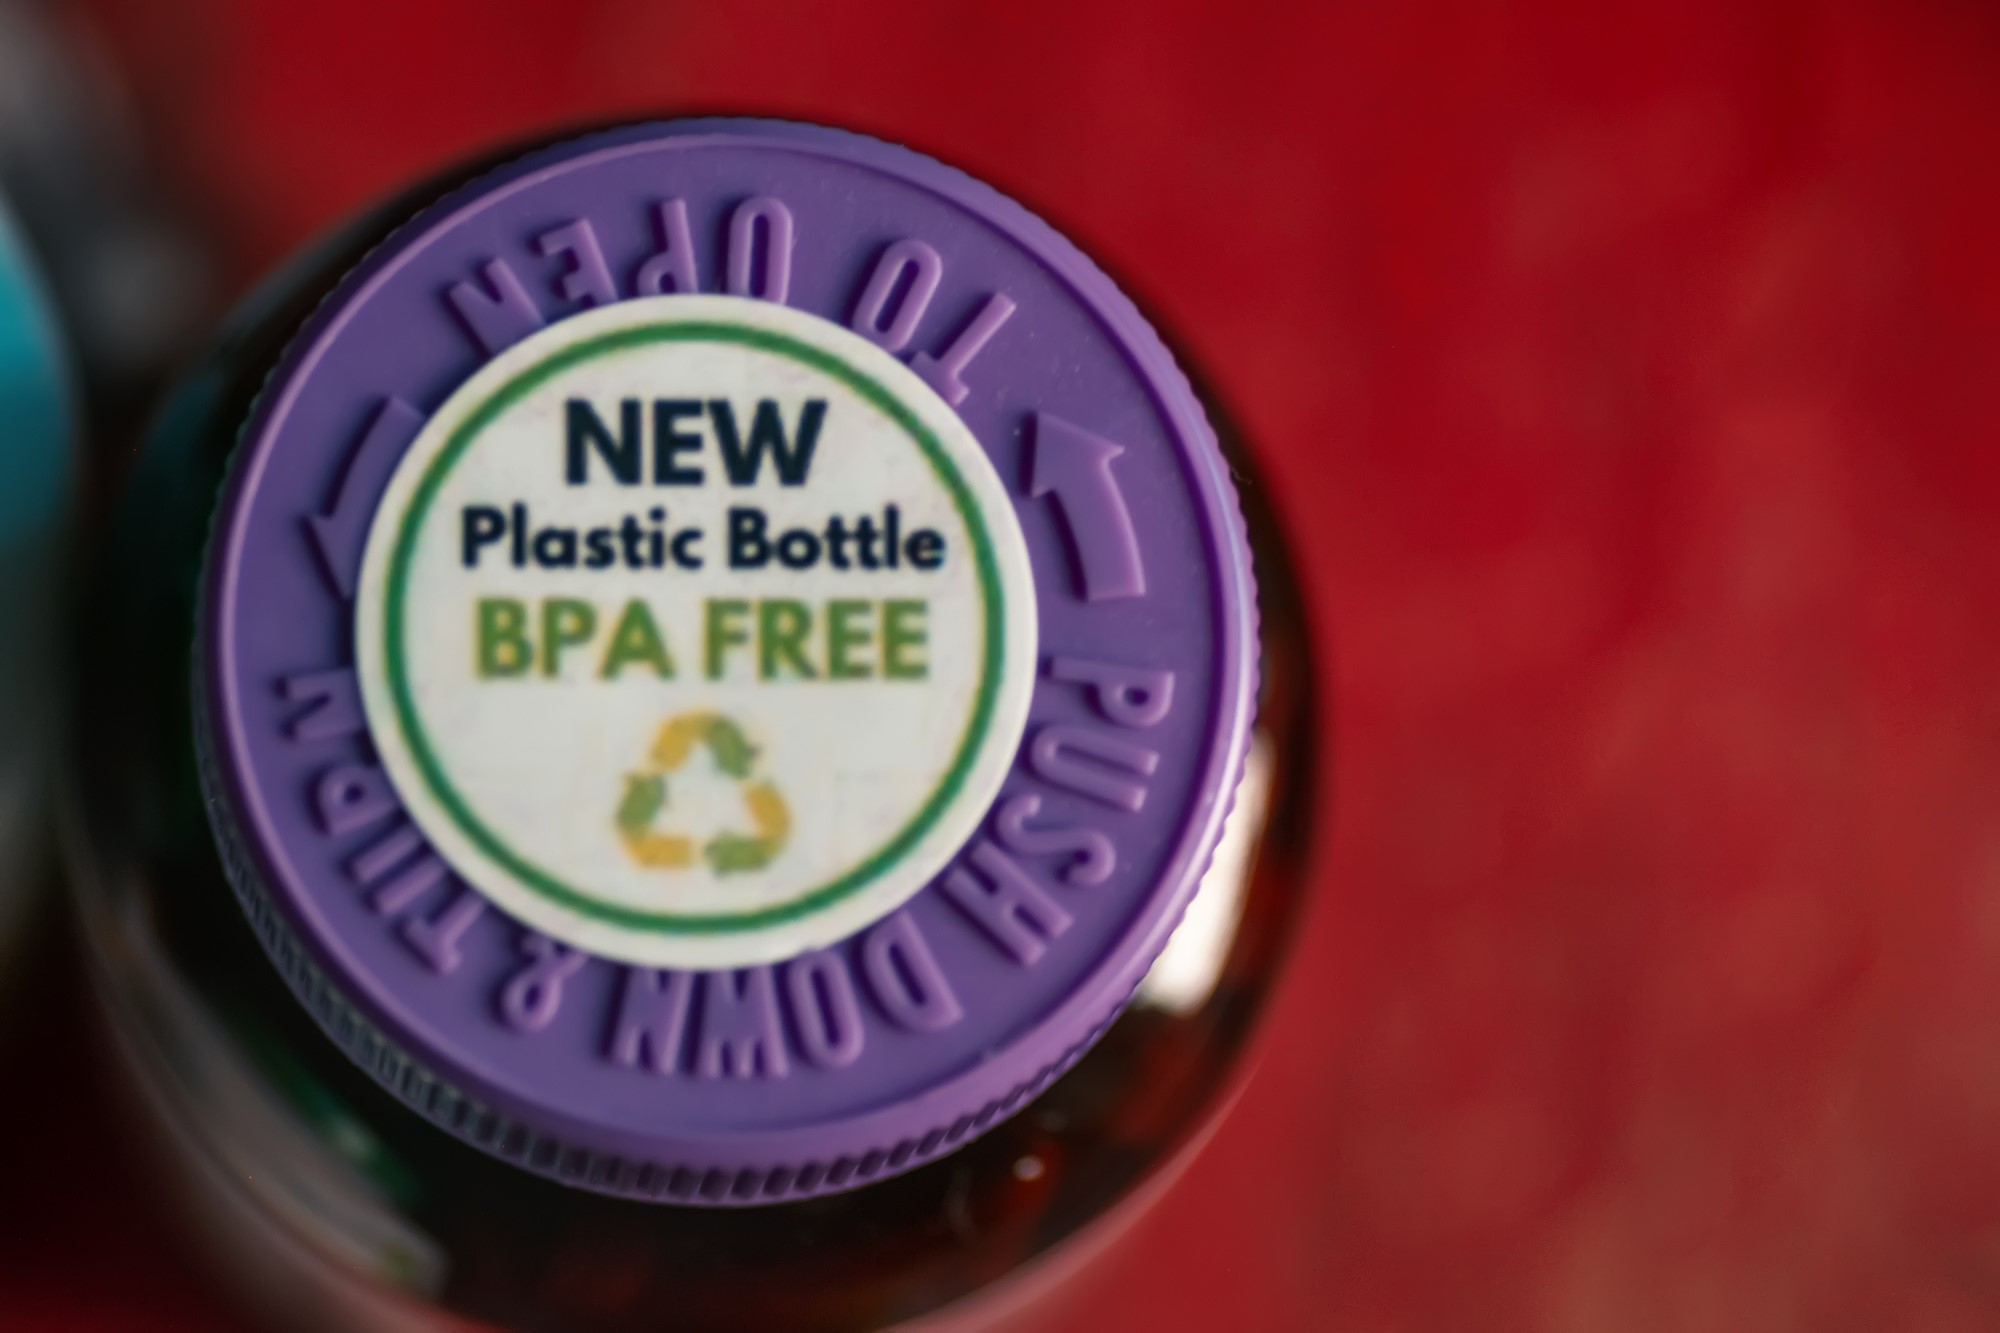 NEW
Plastic Bottle
BPA FREE
PUSH DOWN & TURN
TO OPEN